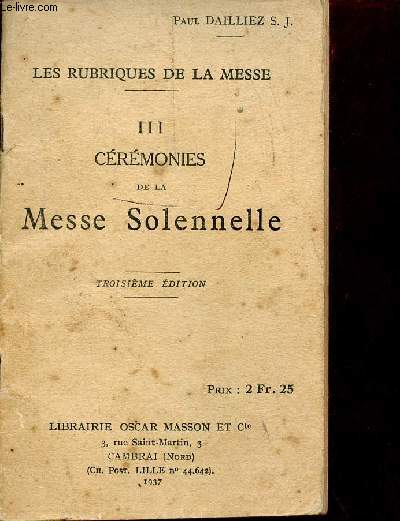 le-livre.com
Paul DAILLIEZ S. J.
LES RUBRIQUES DE LA MESSE
III
CÉRÉMONIES
DE LA
Messe Solennelle
TROISIÈME ÉDITION
Prix : 2 Fr. 25
LIBRAIRIE OSCAR MASSON ET Cie
3, rue Saint-Martin, 3
CAMBRAI (Nord)
(Ch. Post. LILLE nº 44.642).
1937